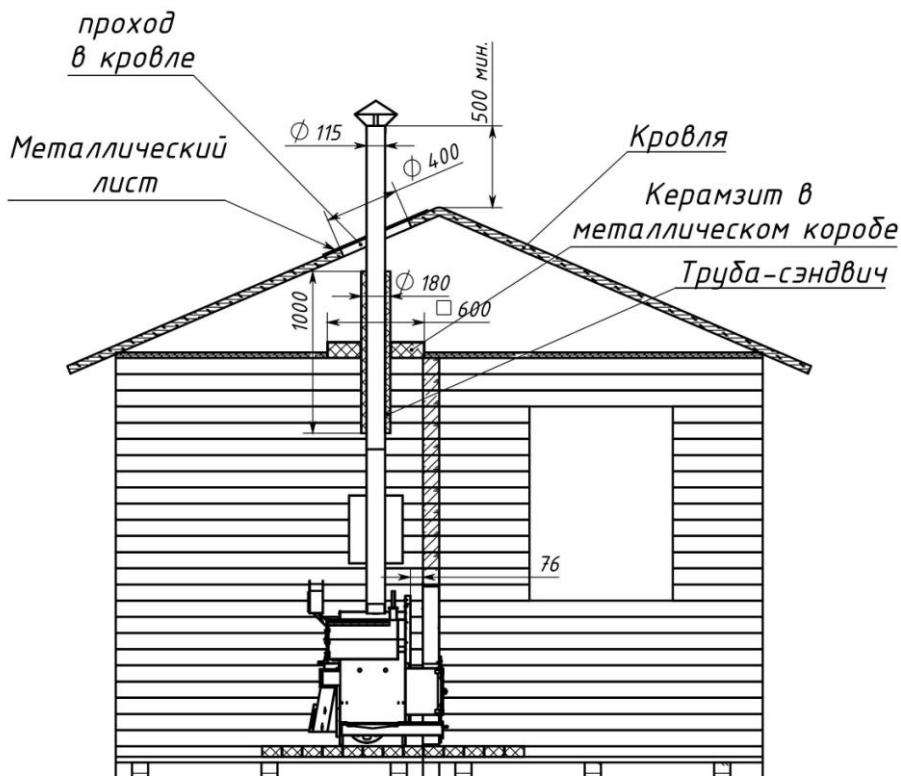 проход
в кровле
500 мин.
∅ 115
∅ 400
Кровля
Металлический
лист
Керамзит в
металлическом коробе
Труба-сэндвич
∅ 180
□ 600
1000
76